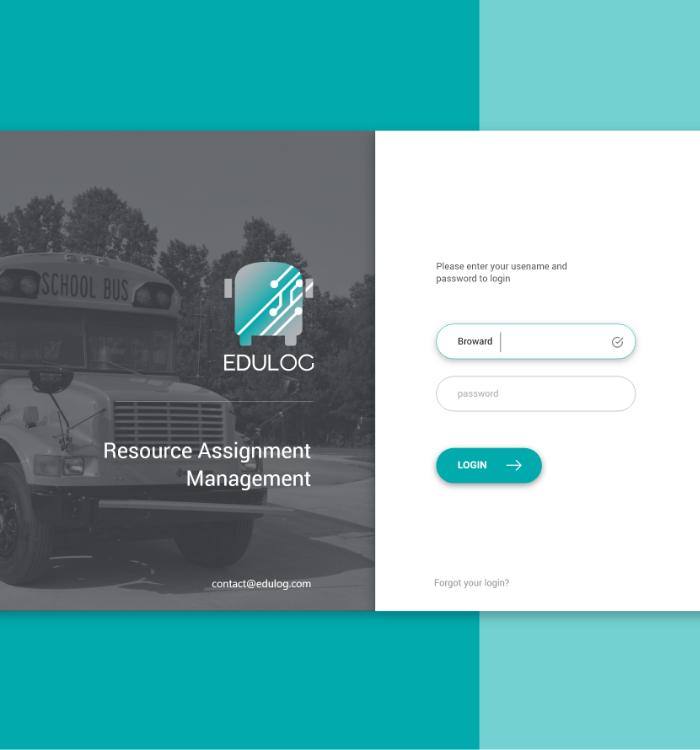 SCHOOL BUS
EDULOG
Resource Assignment
Management
contact@edulog.com
Please enter your usename and
password to login
Broward
password
LOGIN
Forgot your login?